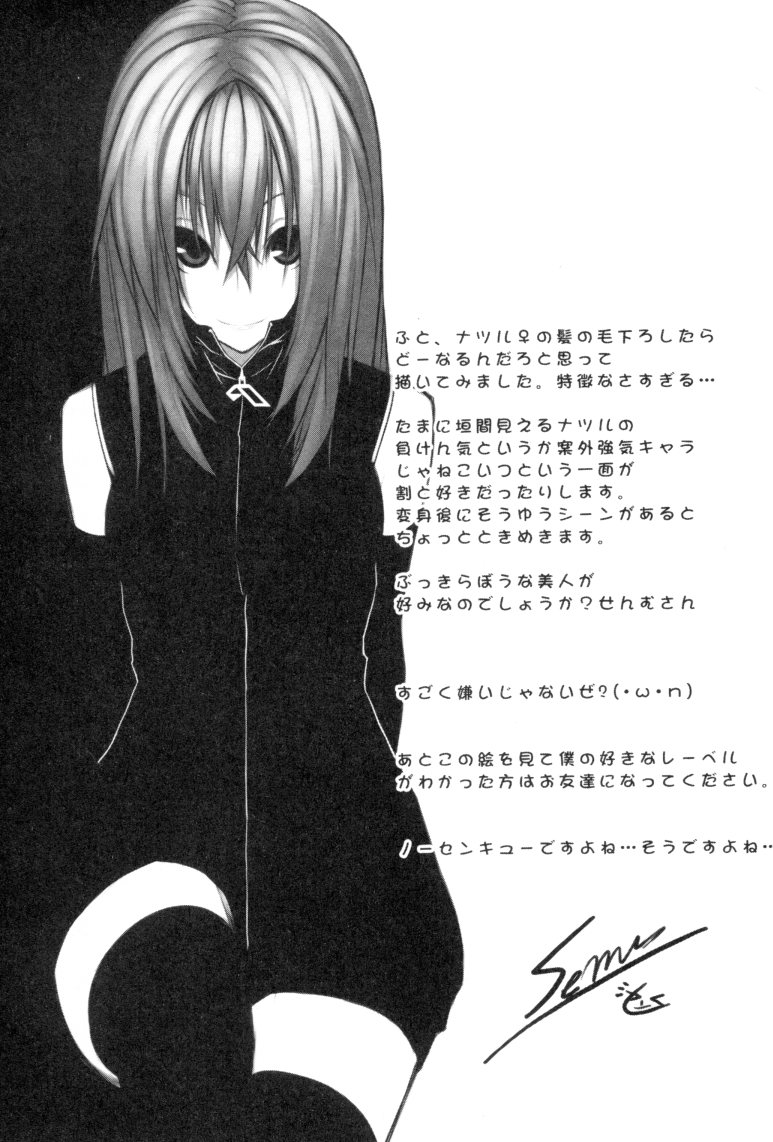 ふと、ナツル♀の髪の毛下ろしたら
どーなるんだろと思って
描いてみました。特徴なさすぎる…
たまに垣間見えるナツルの
負けん気というか案外強気キャラ
じゃねこいつという一面が
割と好きだったりします。
変身後にそうゆうシーンがあると
ちょっとときめきます。
ぶっきらぼうな美人が
好みなのでしょうか？せんむさん
すごく嫌いじゃないぜ?(・ω・n)
あとこの絵を見て僕の好きなレーベル
がわかった方はお友達になってください。
ノーセンキューですよね…そうですよね…